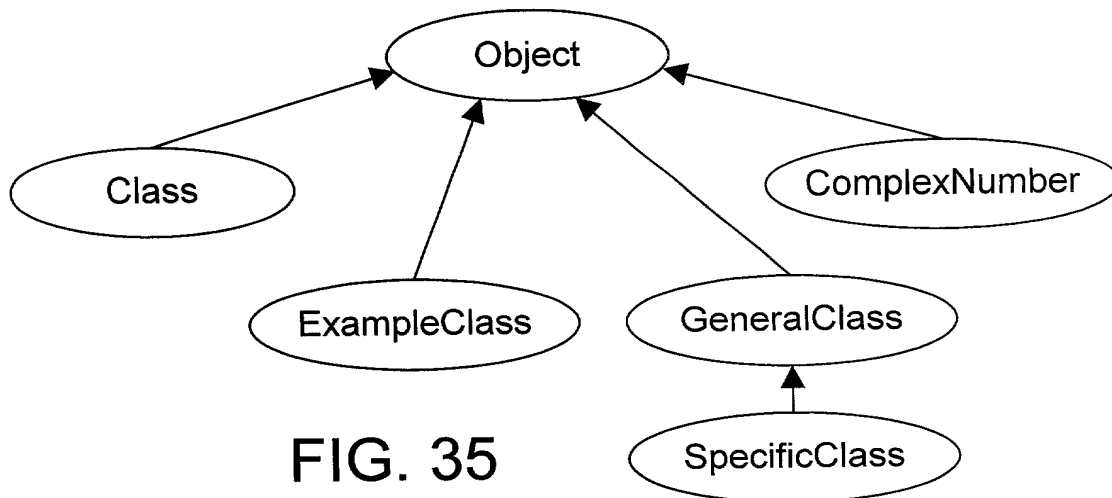 Object
Class
ComplexNumber
ExampleClass
GeneralClass
SpecificClass
FIG. 35